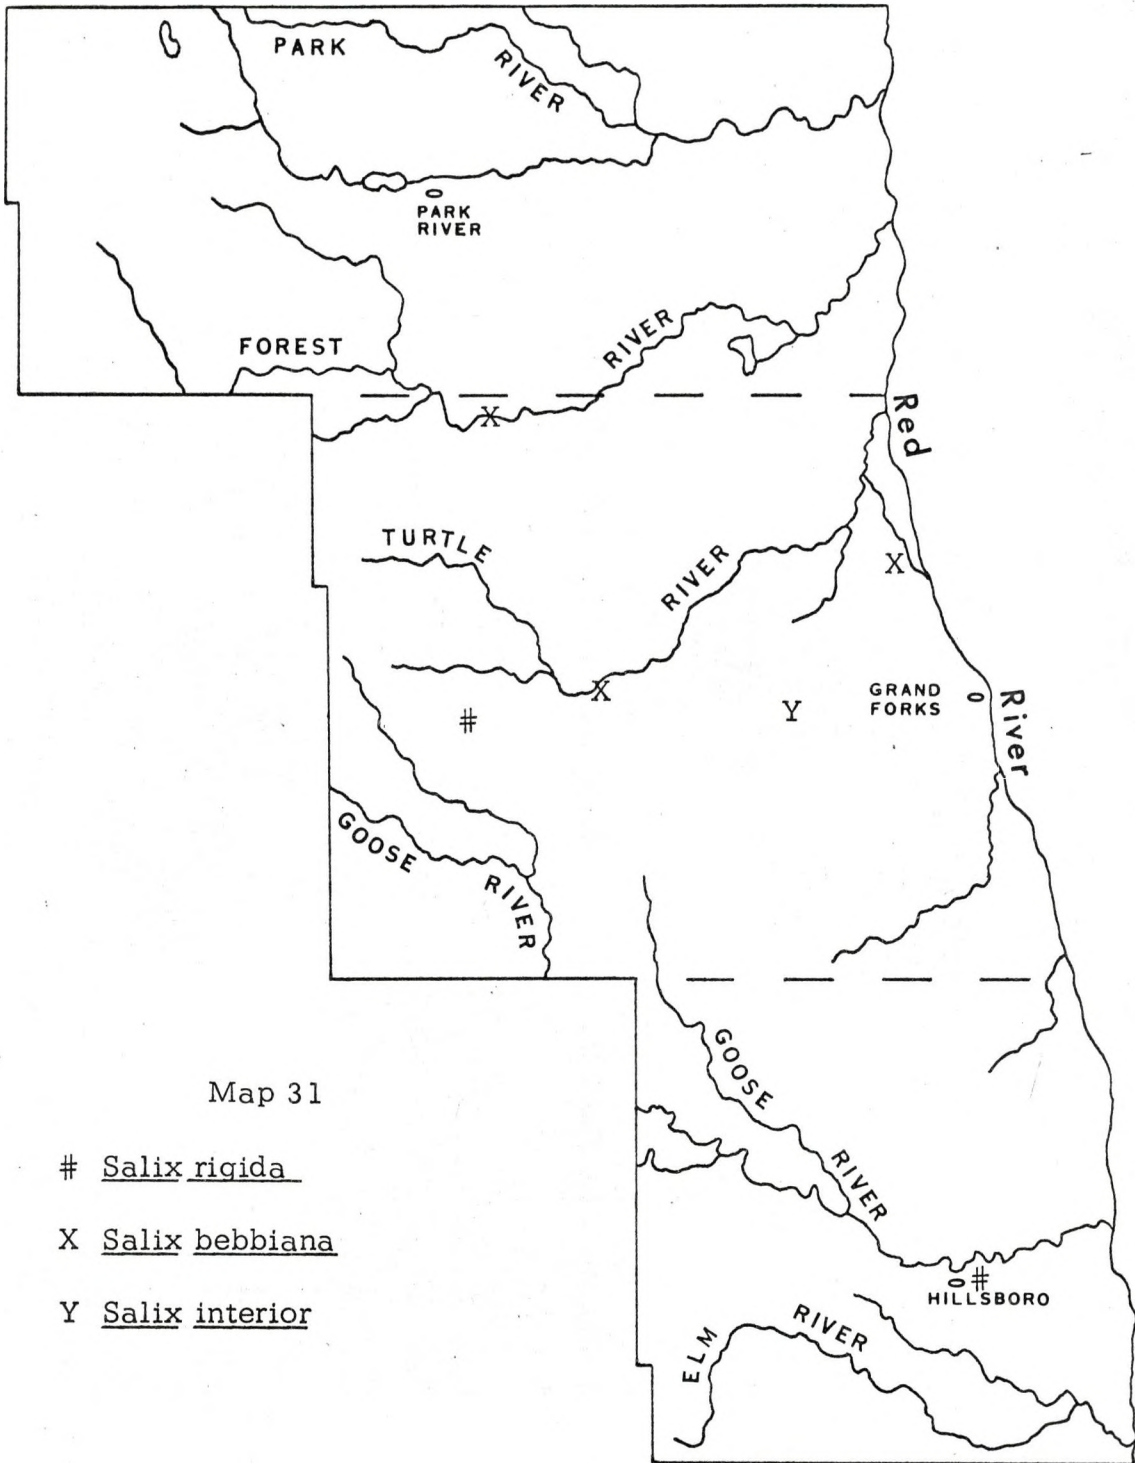 PARK
RIVER
PARK
RIVER
FOREST
RIVER
X
Red
TURTLE
RIVER
X
X
#
Y
GRAND
FORKS
River
GOOSE
RIVER
GOOSE
RIVER
#
HILLSBORO
ELM
RIVER
Map 31
# Salix rigida
X Salix bebbiana
Y Salix interior